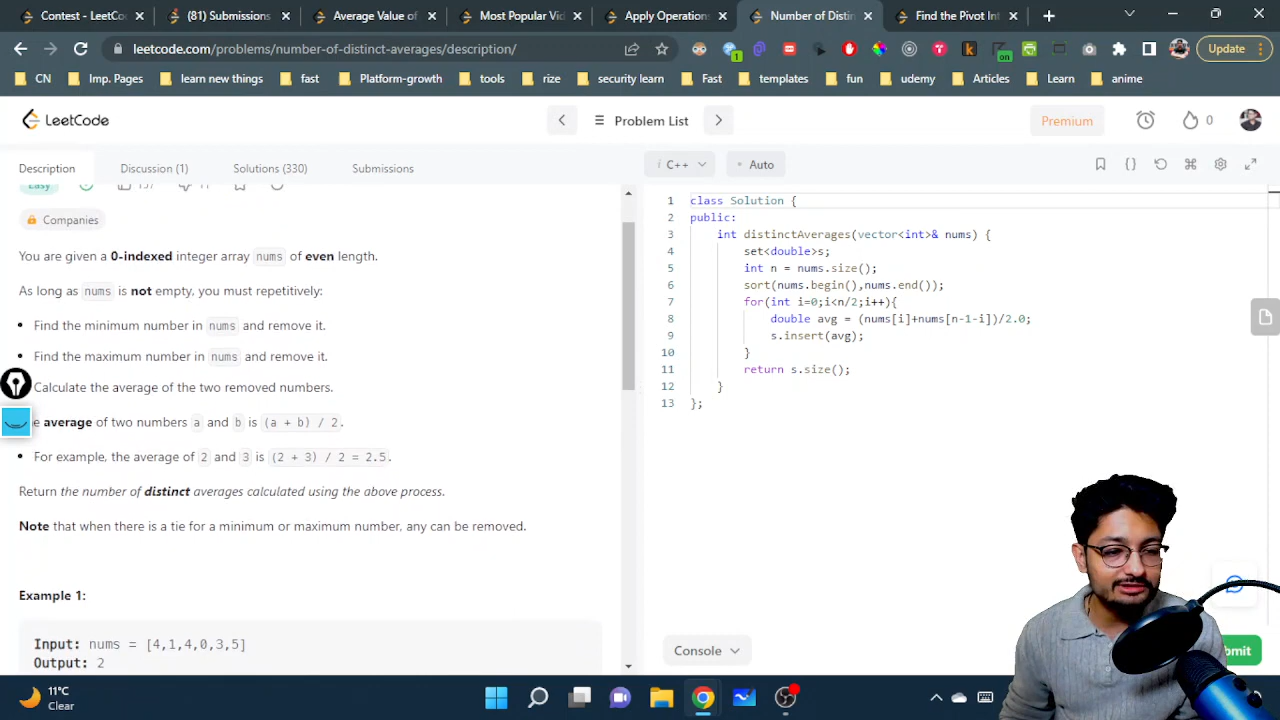 Contest - LeetCo
(81) Submissions
Average Value of
Most Popular Vid
Apply Operations
Number of Distin
Find the Pivot Int
leetcode.com/problems/number-of-distinct-averages/description/
1
on
Update
CN
Imp. Pages
learn new things
fast
Platform-growth
tools
rize
security learn
Fast
templates
fun
udemy
Articles
Learn
anime
LeetCode
Problem List
Premium
0
Description
Discussion (1)
Solutions (330)
Submissions
i C++
Auto
Easy
Companies
You are given a 0-indexed integer array nums of even length.
As long as nums is not empty, you must repetitively:
• Find the minimum number in nums and remove it.
• Find the maximum number in nums and remove it.
Calculate the average of the two removed numbers.
average of two numbers a and b is (a + b) / 2.
• For example, the average of 2 and 3 is (2 + 3) / 2 = 2.5.
Return the number of distinct averages calculated using the above process.
Note that when there is a tie for a minimum or maximum number, any can be removed.
Example 1:
Input: nums = [4,1,4,0,3,5]
Output: 2
1 class Solution {
2 public:
3 int distinctAverages(vector<int>& nums) {
4 set<double>s;
5 int n = nums.size();
6 sort(nums.begin(),nums.end());
7 for(int i=0;i<n/2;i++){
8 double avg = (nums[i]+nums[n-1-i])/2.0;
9 s.insert(avg);
10 }
11 return s.size();
12 }
13 };
Console
11°C
Clear